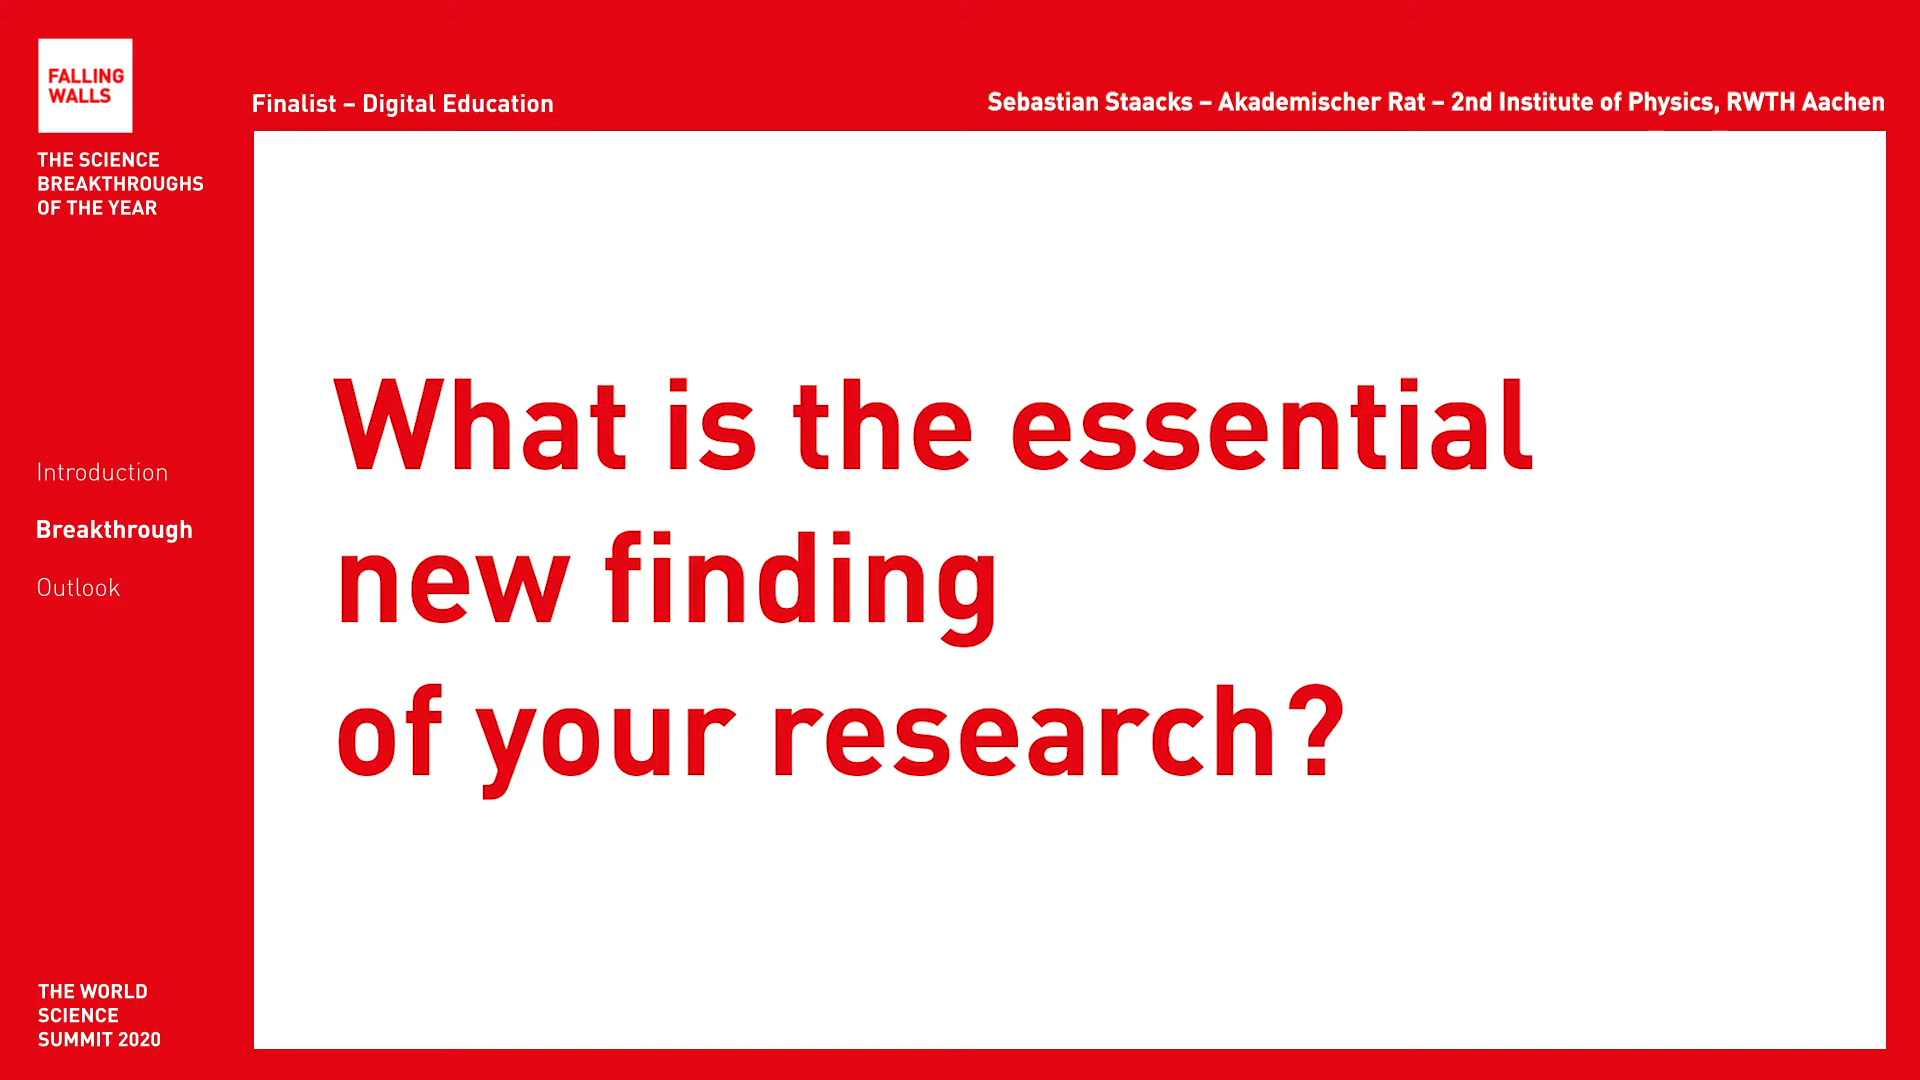 FALLING
WALLS
THE SCIENCE
BREAKTHROUGHS
OF THE YEAR
Finalist – Digital Education
Sebastian Staacks – Akademischer Rat – 2nd Institute of Physics, RWTH Aachen
Introduction
Breakthrough
Outlook
What is the essential
new finding
of your research?
THE WORLD
SCIENCE
SUMMIT 2020